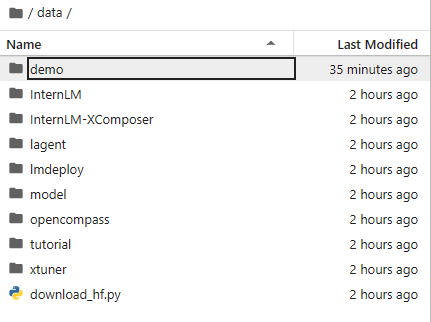 / data /
Name Last Modified
demo 35 minutes ago
InternLM 2 hours ago
InternLM-XComposer 2 hours ago
lagent 2 hours ago
lmdeploy 2 hours ago
model 2 hours ago
opencompass 2 hours ago
tutorial 2 hours ago
xtuner 2 hours ago
download_hf.py 2 hours ago